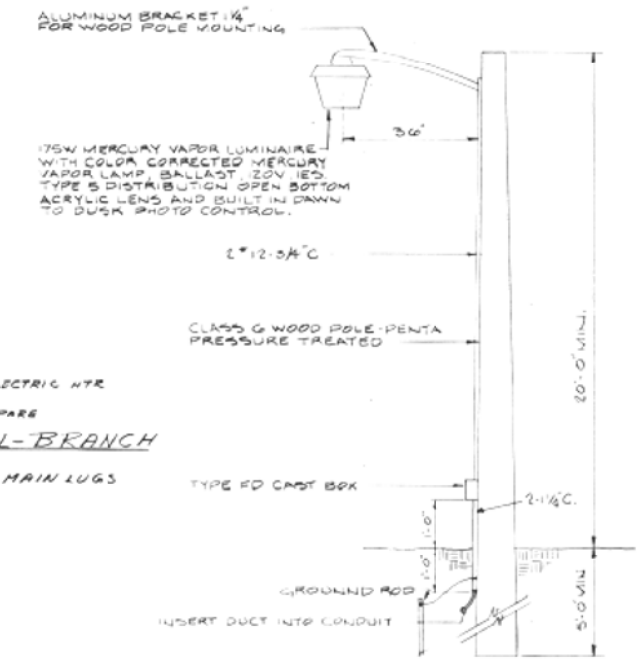 ALUMINUM BRACKET 1¼"
FOR WOOD POLE MOUNTING
36"
175W MERCURY VAPOR LUMINAIRE
WITH COLOR CORRECTED MERCURY
VAPOR LAMP, BALLAST, 120V, IES.
TYPE 5 DISTRIBUTION OPEN BOTTOM
ACRYLIC LENS AND BUILT IN DAWN
TO DUSK PHOTO CONTROL.
2#12-3/4"C
CLASS 6 WOOD POLE-PENTA
PRESSURE TREATED
20'-0" MIN.
ECTRIC HTR
PARE
L-BRANCH
MAIN LUGS
TYPE FD CAST BOX
2-1¼"C.
1'-0"
1'-0"
GROUND ROD
INSERT DUCT INTO CONDUIT
5'-0" MIN